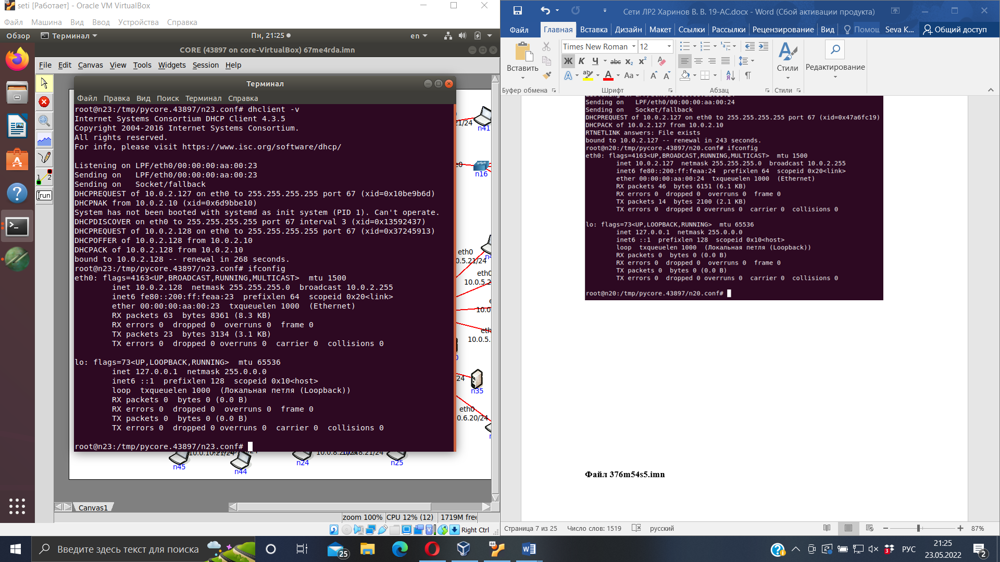 seti [Работает] - Oracle VM VirtualBox
Файл Машина Вид Ввод Устройства Справка
Обзор Терминал Пн, 21:25 en
CORE (43897 on core-VirtualBox) 67me4rda.imn
File Edit Canvas View Tools Widgets Session Help
Терминал
Файл Правка Вид Поиск Терминал Справка
root@n23:/tmp/pycore.43897/n23.conf# dhclient -v
Internet Systems Consortium DHCP Client 4.3.5
Copyright 2004-2016 Internet Systems Consortium.
All rights reserved.
For info, please visit https://www.isc.org/software/dhcp/
Listening on LPF/eth0/00:00:00:aa:00:23
Sending on   LPF/eth0/00:00:00:aa:00:23
Sending on   Socket/fallback
DHCPREQUEST of 10.0.2.127 on eth0 to 255.255.255.255 port 67 (xid=0x10be9b6d)
DHCPNAK from 10.0.2.10 (xid=0x6d9bbe10)
System has not been booted with systemd as init system (PID 1). Can't operate.
DHCPDISCOVER on eth0 to 255.255.255.255 port 67 interval 3 (xid=0x13592437)
DHCPREQUEST of 10.0.2.128 on eth0 to 255.255.255.255 port 67 (xid=0x37245913)
DHCPOFFER of 10.0.2.128 from 10.0.2.10
DHCPACK of 10.0.2.128 from 10.0.2.10
bound to 10.0.2.128 -- renewal in 268 seconds.
root@n23:/tmp/pycore.43897/n23.conf# ifconfig
eth0: flags=4163<UP,BROADCAST,RUNNING,MULTICAST>  mtu 1500
inet 10.0.2.128  netmask 255.255.255.0  broadcast 10.0.2.255
inet6 fe80::200:ff:feaa:23  prefixlen 64  scopeid 0x20<link>
ether 00:00:00:aa:00:23  txqueuelen 1000  (Ethernet)
RX packets 63  bytes 8361 (8.3 KB)
RX errors 0  dropped 0  overruns 0  frame 0
TX packets 23  bytes 3134 (3.1 KB)
TX errors 0  dropped 0 overruns 0  carrier 0  collisions 0
lo: flags=73<UP,LOOPBACK,RUNNING>  mtu 65536
inet 127.0.0.1  netmask 255.0.0.0
inet6 ::1  prefixlen 128  scopeid 0x10<host>
loop  txqueuelen 1000  (Локальная петля (Loopback))
RX packets 0  bytes 0 (0.0 B)
RX errors 0  dropped 0  overruns 0  frame 0
TX packets 0  bytes 0 (0.0 B)
TX errors 0  dropped 0 overruns 0  carrier 0  collisions 0
root@n23:/tmp/pycore.43897/n23.conf#
1 2
run
n41
n16
eth0
0.5.21/24
10.0.5.2
10.0.5.
n35
eth0
0.6.20/24
n45
n44
n24
n25
Canvas1
zoom 100% CPU 12% (12) 1719M free
Right Ctrl
Сети ЛР2 Харинов В. В. 19-АС.docx - Word (Сбой активации продукта)
Файл Главная Вставка Дизайн Макет Ссылки Рассылки Рецензирование Вид Помощ Seva K... Общий доступ
Вставить
Times New Roman 12
Ж К Ч abc x₂ x²
A A Aa A A
Стили
Редактирование
Буфер обмена Шрифт Абзац Стили
Sending on   LPF/eth0/00:00:00:aa:00:24
Sending on   Socket/fallback
DHCPREQUEST of 10.0.2.127 on eth0 to 255.255.255.255 port 67 (xid=0x47a6fc19)
DHCPACK of 10.0.2.127 from 10.0.2.10
RTNETLINK answers: File exists
bound to 10.0.2.127 -- renewal in 243 seconds.
root@n20:/tmp/pycore.43897/n20.conf# ifconfig
eth0: flags=4163<UP,BROADCAST,RUNNING,MULTICAST>  mtu 1500
inet 10.0.2.127  netmask 255.255.255.0  broadcast 10.0.2.255
inet6 fe80::200:ff:feaa:24  prefixlen 64  scopeid 0x20<link>
ether 00:00:00:aa:00:24  txqueuelen 1000  (Ethernet)
RX packets 46  bytes 6151 (6.1 KB)
RX errors 0  dropped 0  overruns 0  frame 0
TX packets 14  bytes 2100 (2.1 KB)
TX errors 0  dropped 0 overruns 0  carrier 0  collisions 0
lo: flags=73<UP,LOOPBACK,RUNNING>  mtu 65536
inet 127.0.0.1  netmask 255.0.0.0
inet6 ::1  prefixlen 128  scopeid 0x10<host>
loop  txqueuelen 1000  (Локальная петля (Loopback))
RX packets 0  bytes 0 (0.0 B)
RX errors 0  dropped 0  overruns 0  frame 0
TX packets 0  bytes 0 (0.0 B)
TX errors 0  dropped 0 overruns 0  carrier 0  collisions 0
root@n20:/tmp/pycore.43897/n20.conf#
Файл 376m54s5.imn
Страница 7 из 25 Число слов: 1519 русский 87%
Введите здесь текст для поиска
25
РУС
21:25
23.05.2022
2